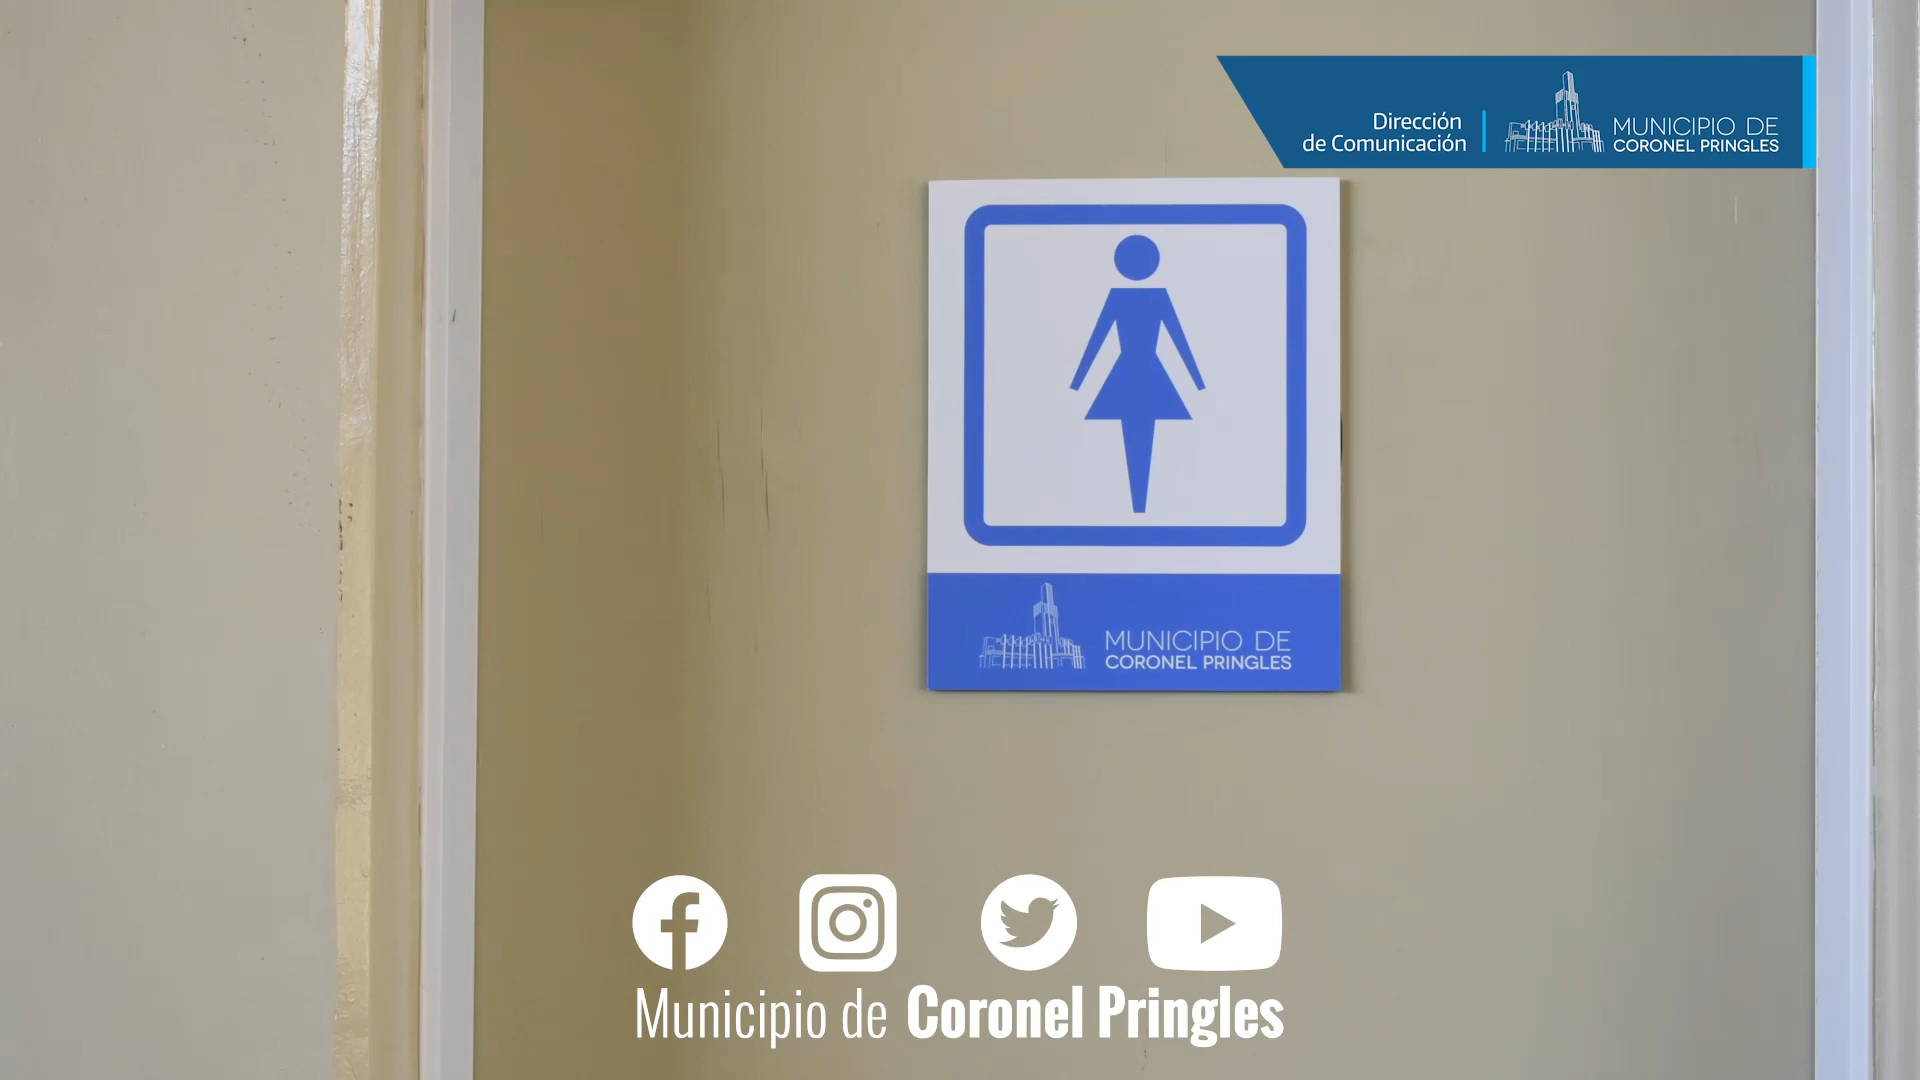 Dirección
de Comunicación
MUNICIPIO DE
CORONEL PRINGLES
MUNICIPIO DE
CORONEL PRINGLES
Municipio de Coronel Pringles